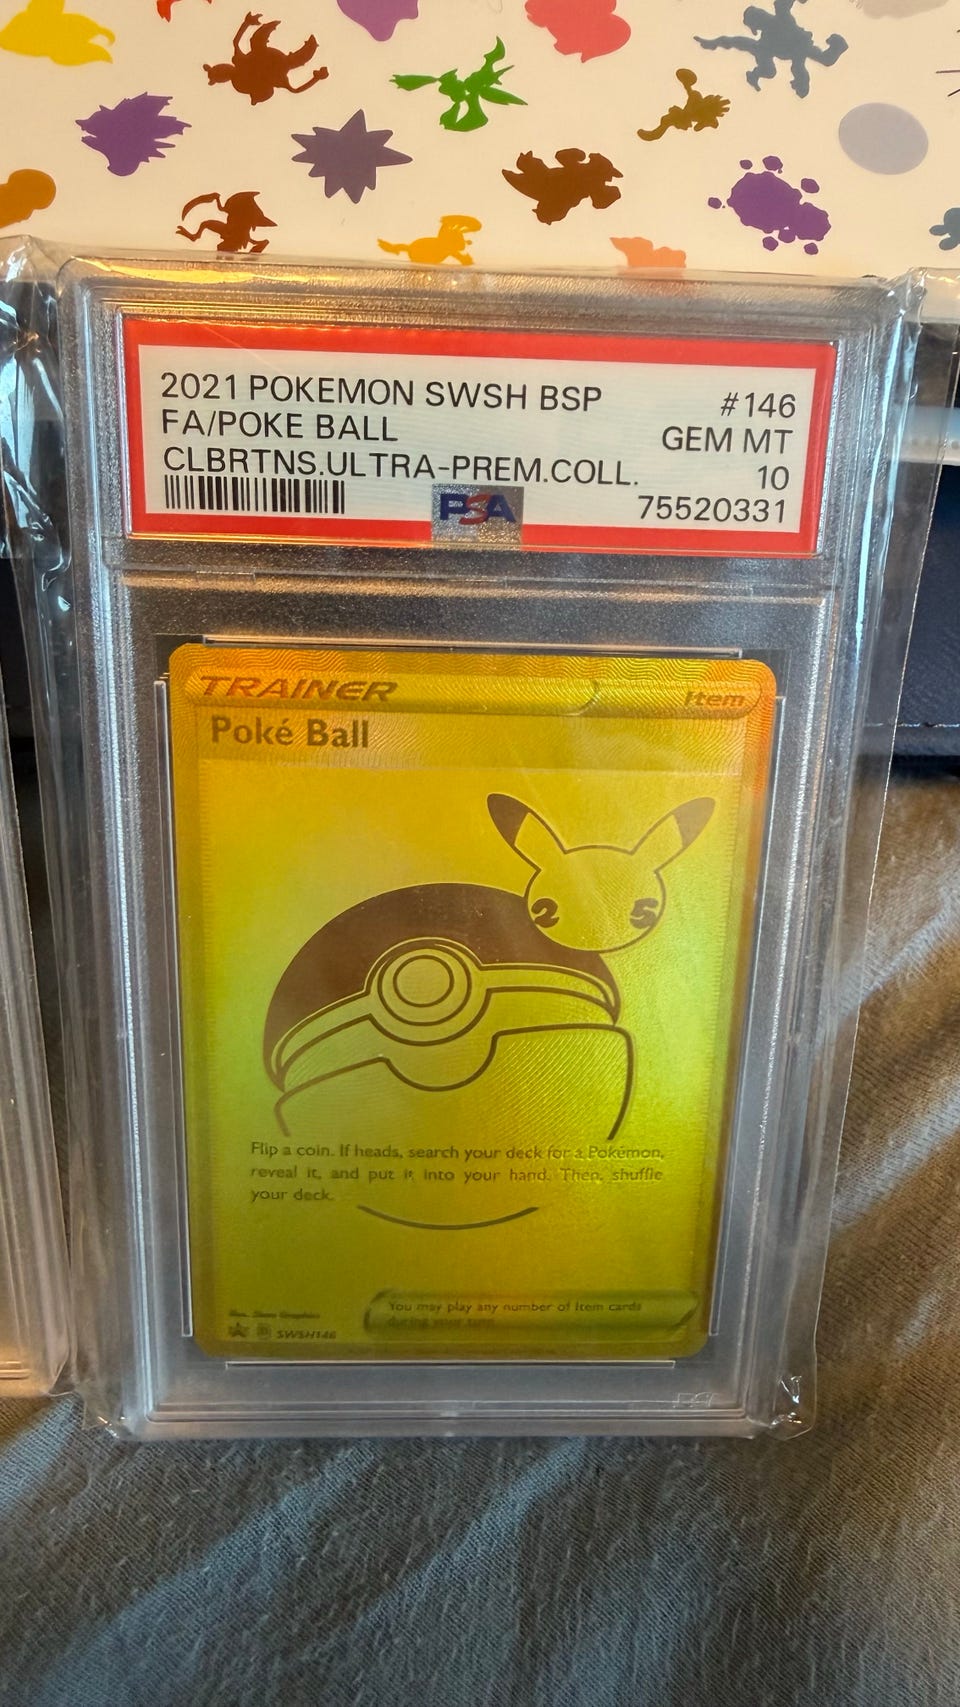 2021 POKEMON SWSH BSP #146
FA/POKE BALL GEM MT
CLBRTNS.ULTRA-PREM.COLL. 10
PSA 75520331
TRAINER Item
Poké Ball
2 5
Flip a coin. If heads, search your deck for a Pokémon,
reveal it, and put it into your hand. Then, shuffle
your deck.
You may play any number of Item cards
during your turn.
SWSH146